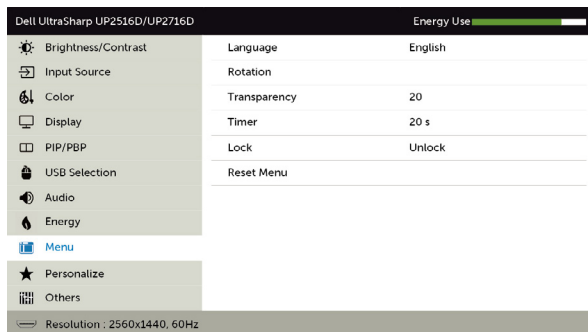 Dell UltraSharp UP2516D/UP2716D Energy Use
Brightness/Contrast Language English
Input Source Rotation
Color Transparency 20
Display Timer 20 s
PIP/PBP Lock Unlock
USB Selection Reset Menu
Audio
Energy
Menu
Personalize
Others
Resolution : 2560x1440, 60Hz